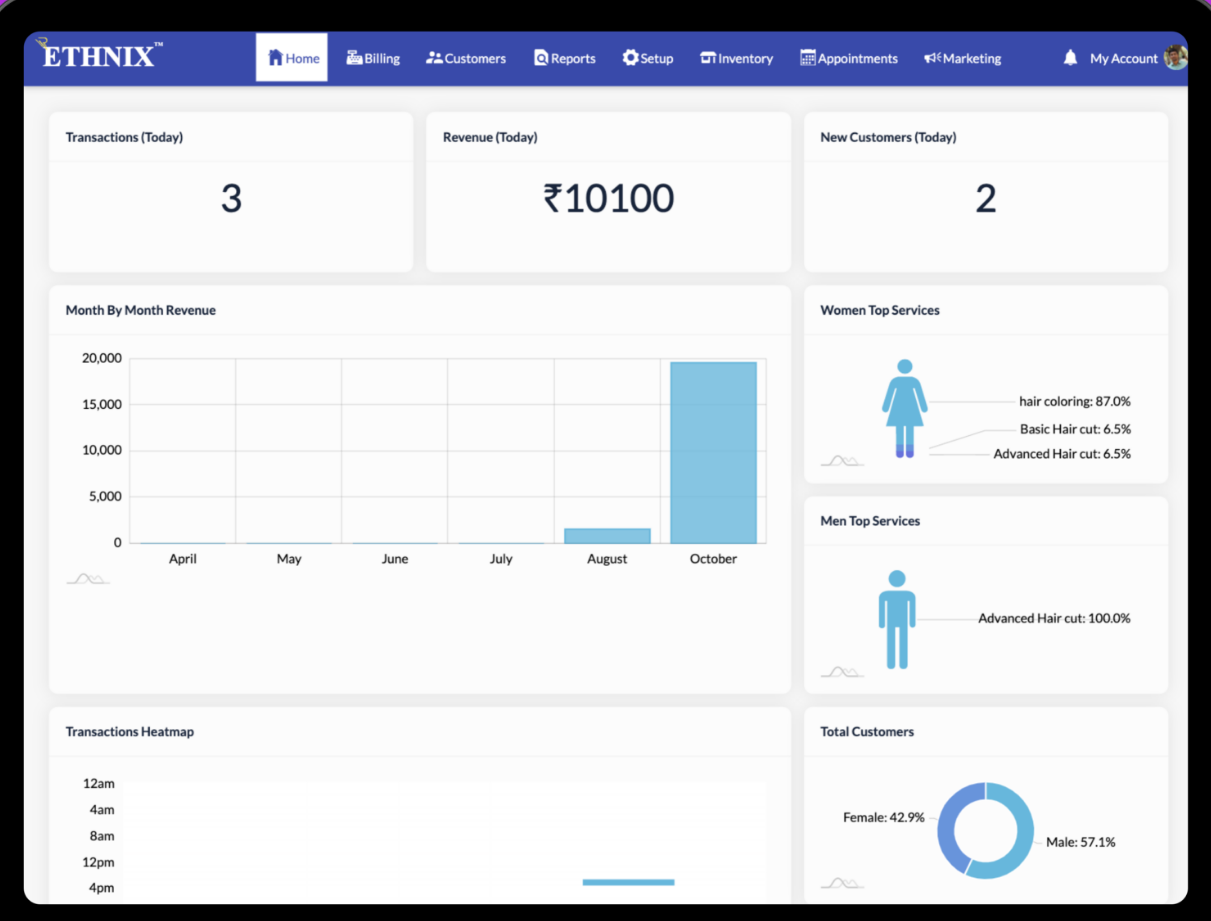 ETHNIX™
Home Billing Customers Reports Setup Inventory Appointments Marketing My Account
Transactions (Today)
3
Revenue (Today)
₹10100
New Customers (Today)
2
Month By Month Revenue
20,000
15,000
10,000
5,000
0
April May June July August October
Women Top Services
hair coloring: 87.0%
Basic Hair cut: 6.5%
Advanced Hair cut: 6.5%
Men Top Services
Advanced Hair cut: 100.0%
Transactions Heatmap
12am
4am
8am
12pm
4pm
Total Customers
Female: 42.9%
Male: 57.1%